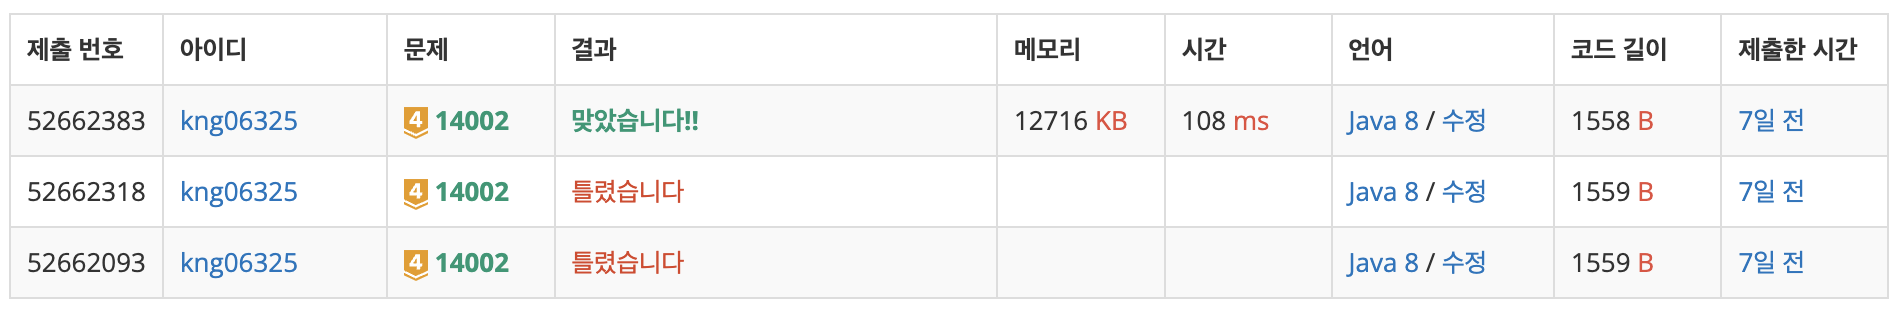 제출 번호 아이디 문제 결과 메모리 시간 언어 코드 길이 제출한 시간
52662383 kng06325 4 14002 맞았습니다!! 12716 KB 108 ms Java 8 / 수정 1558 B 7일 전
52662318 kng06325 4 14002 틀렸습니다 Java 8 / 수정 1559 B 7일 전
52662093 kng06325 4 14002 틀렸습니다 Java 8 / 수정 1559 B 7일 전